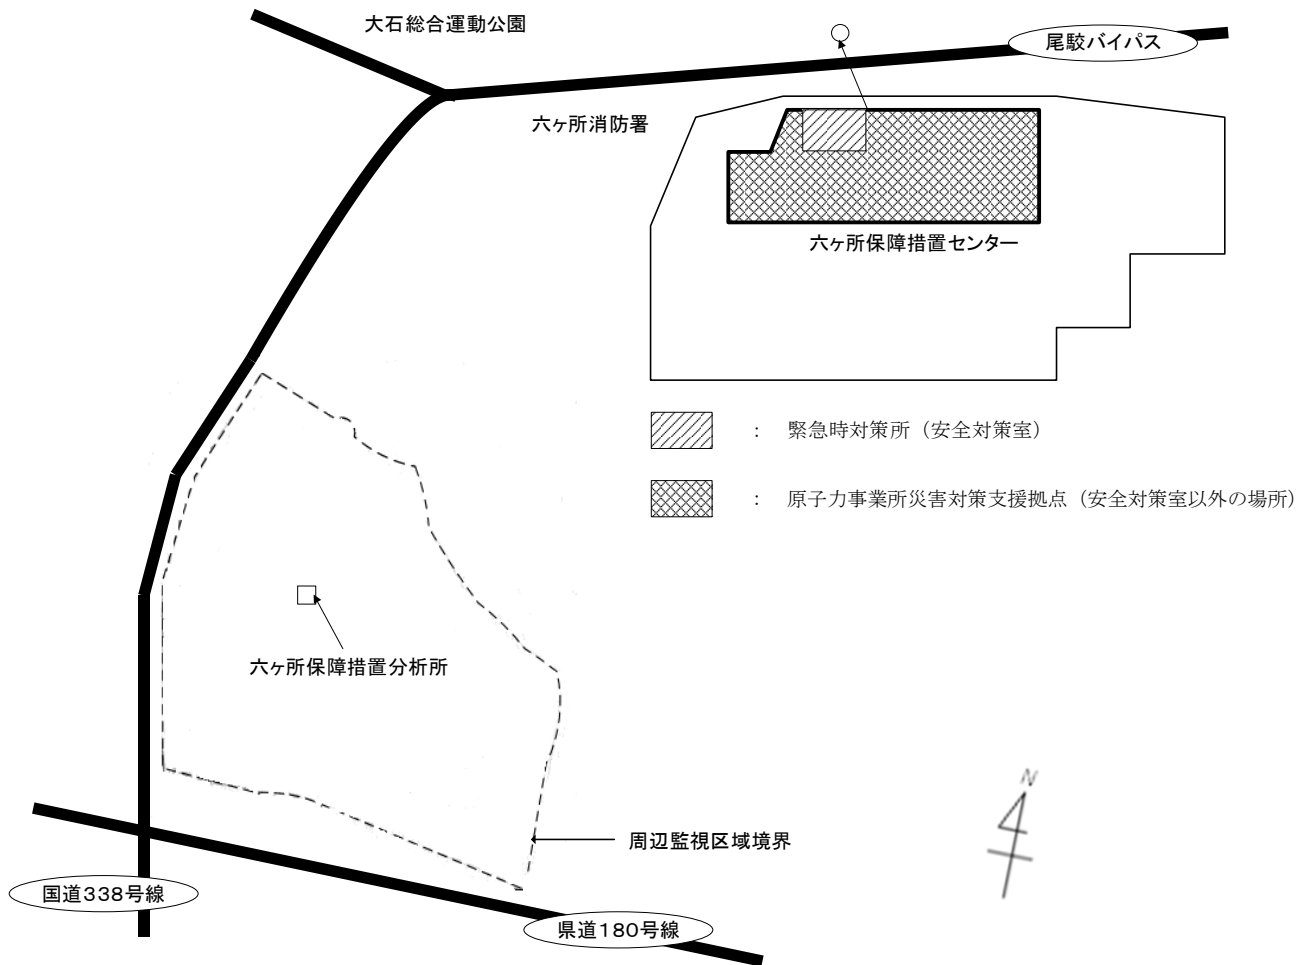 大石総合運動公園
尾駮バイパス
六ヶ所消防署
六ヶ所保障措置センター
： 緊急時対策所（安全対策室）
： 原子力事業所災害対策支援拠点（安全対策室以外の場所）
六ヶ所保障措置分析所
N
周辺監視区域境界
国道338号線
県道180号線